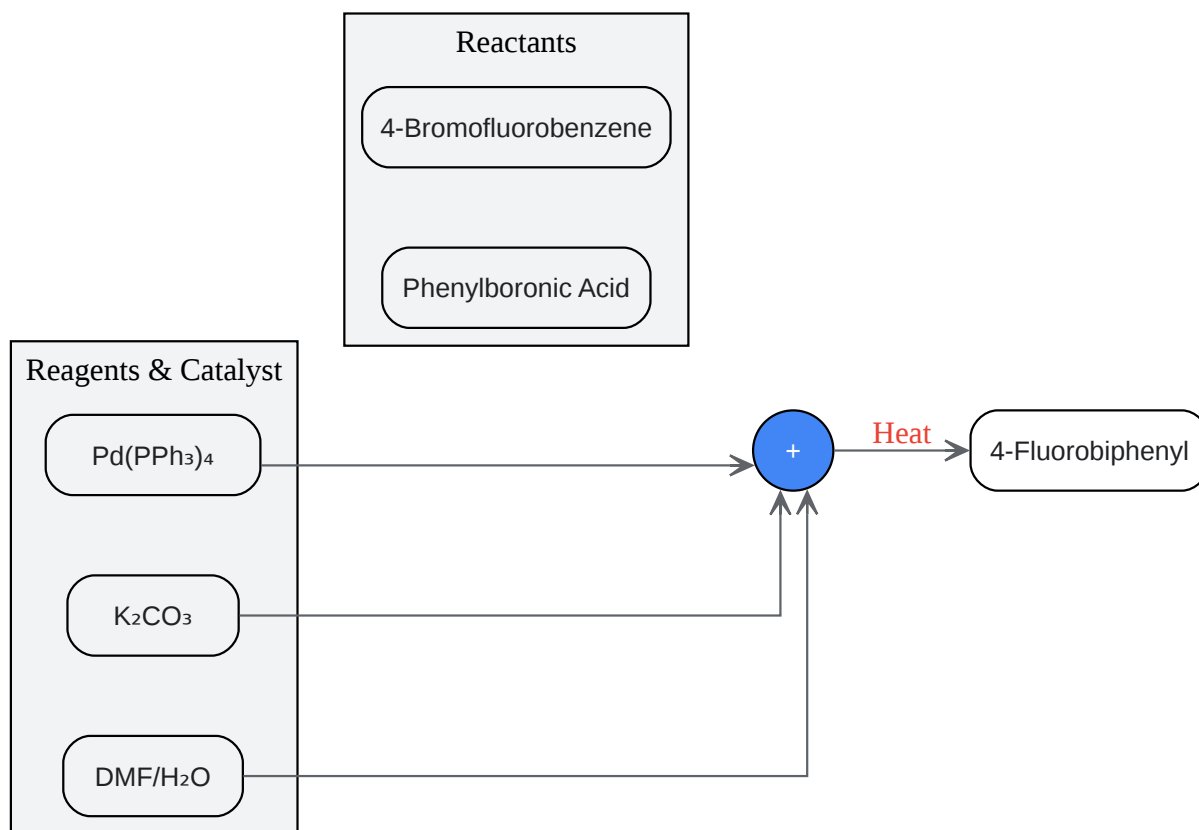 Reactants
4-Bromofluorobenzene
Phenylboronic Acid
Reagents & Catalyst
Pd(PPh₃)₄
K₂CO₃
DMF/H₂O
+
Heat
4-Fluorobiphenyl